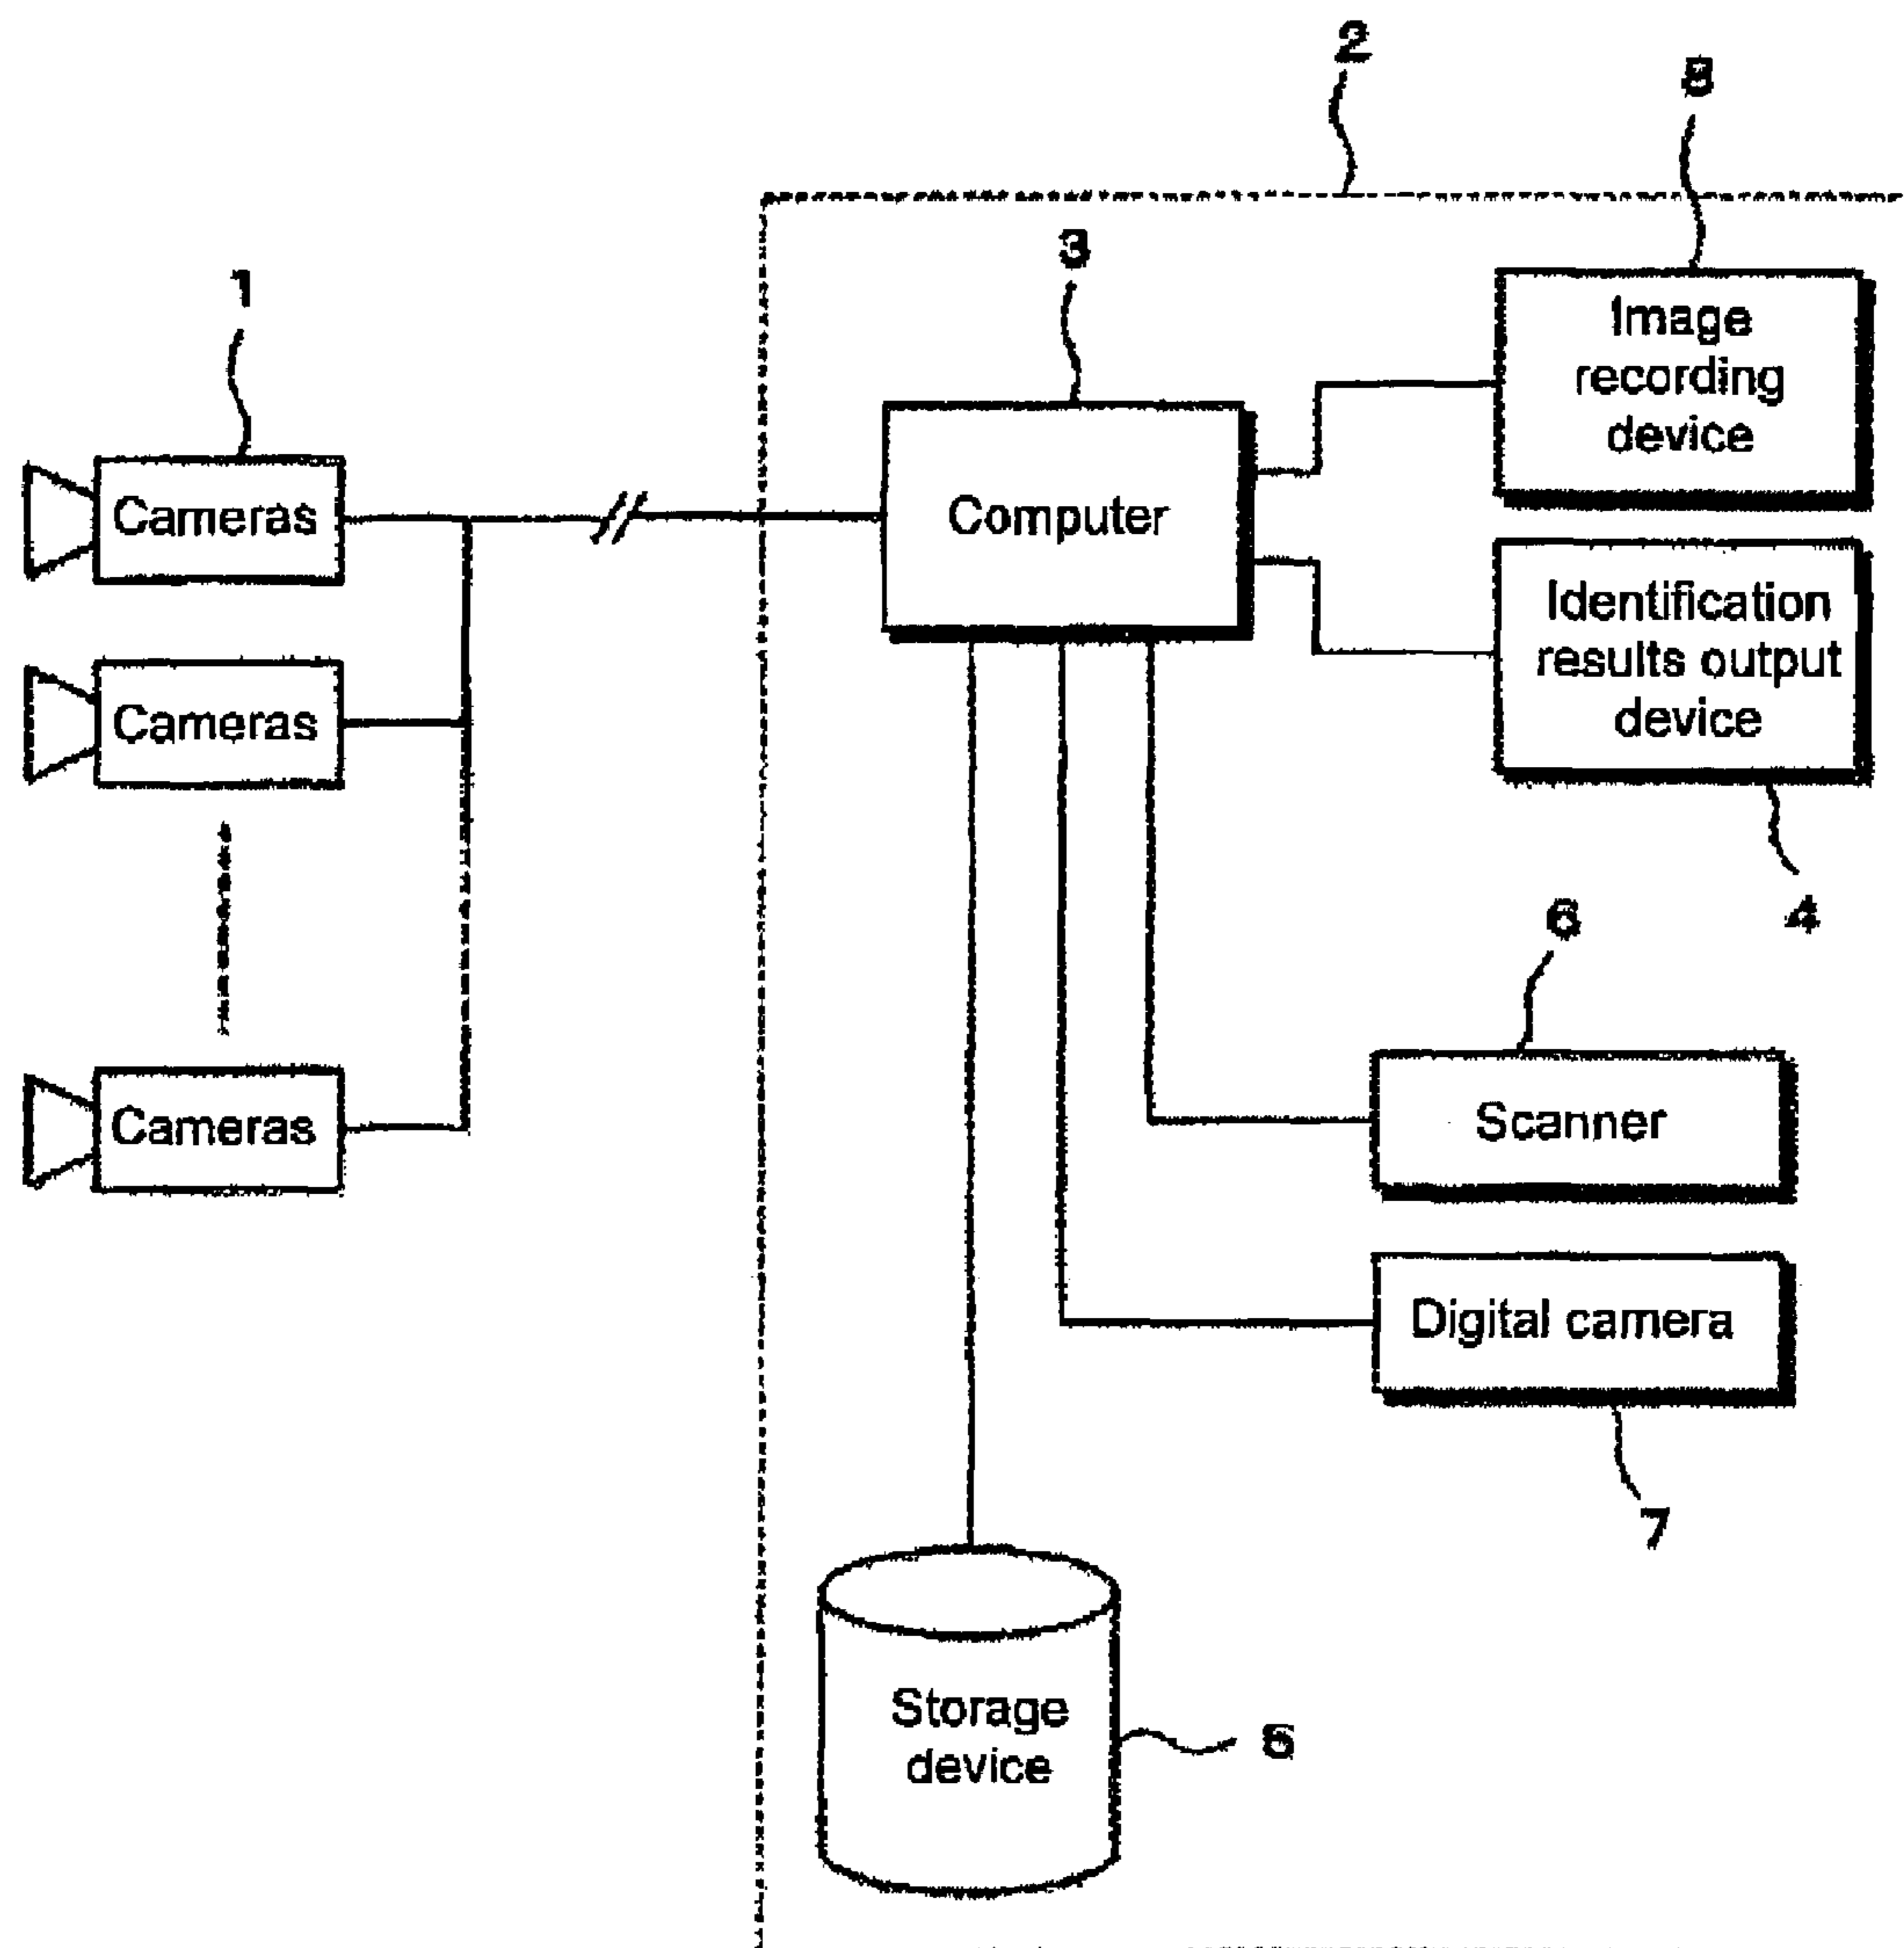 2
8
3
1
Image
recording
device
Computer
Cameras
Identification
results output
device
Cameras
4
6
Cameras
Scanner
Digital camera
7
Storage
device
5